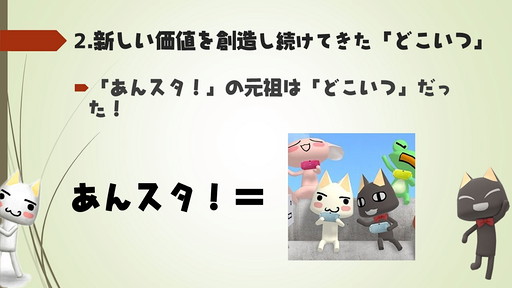 2.新しい価値を創造し続けてきた「どこいつ」
「あんスタ！」の元祖は「どこいつ」だっ
た！
あんスタ！＝